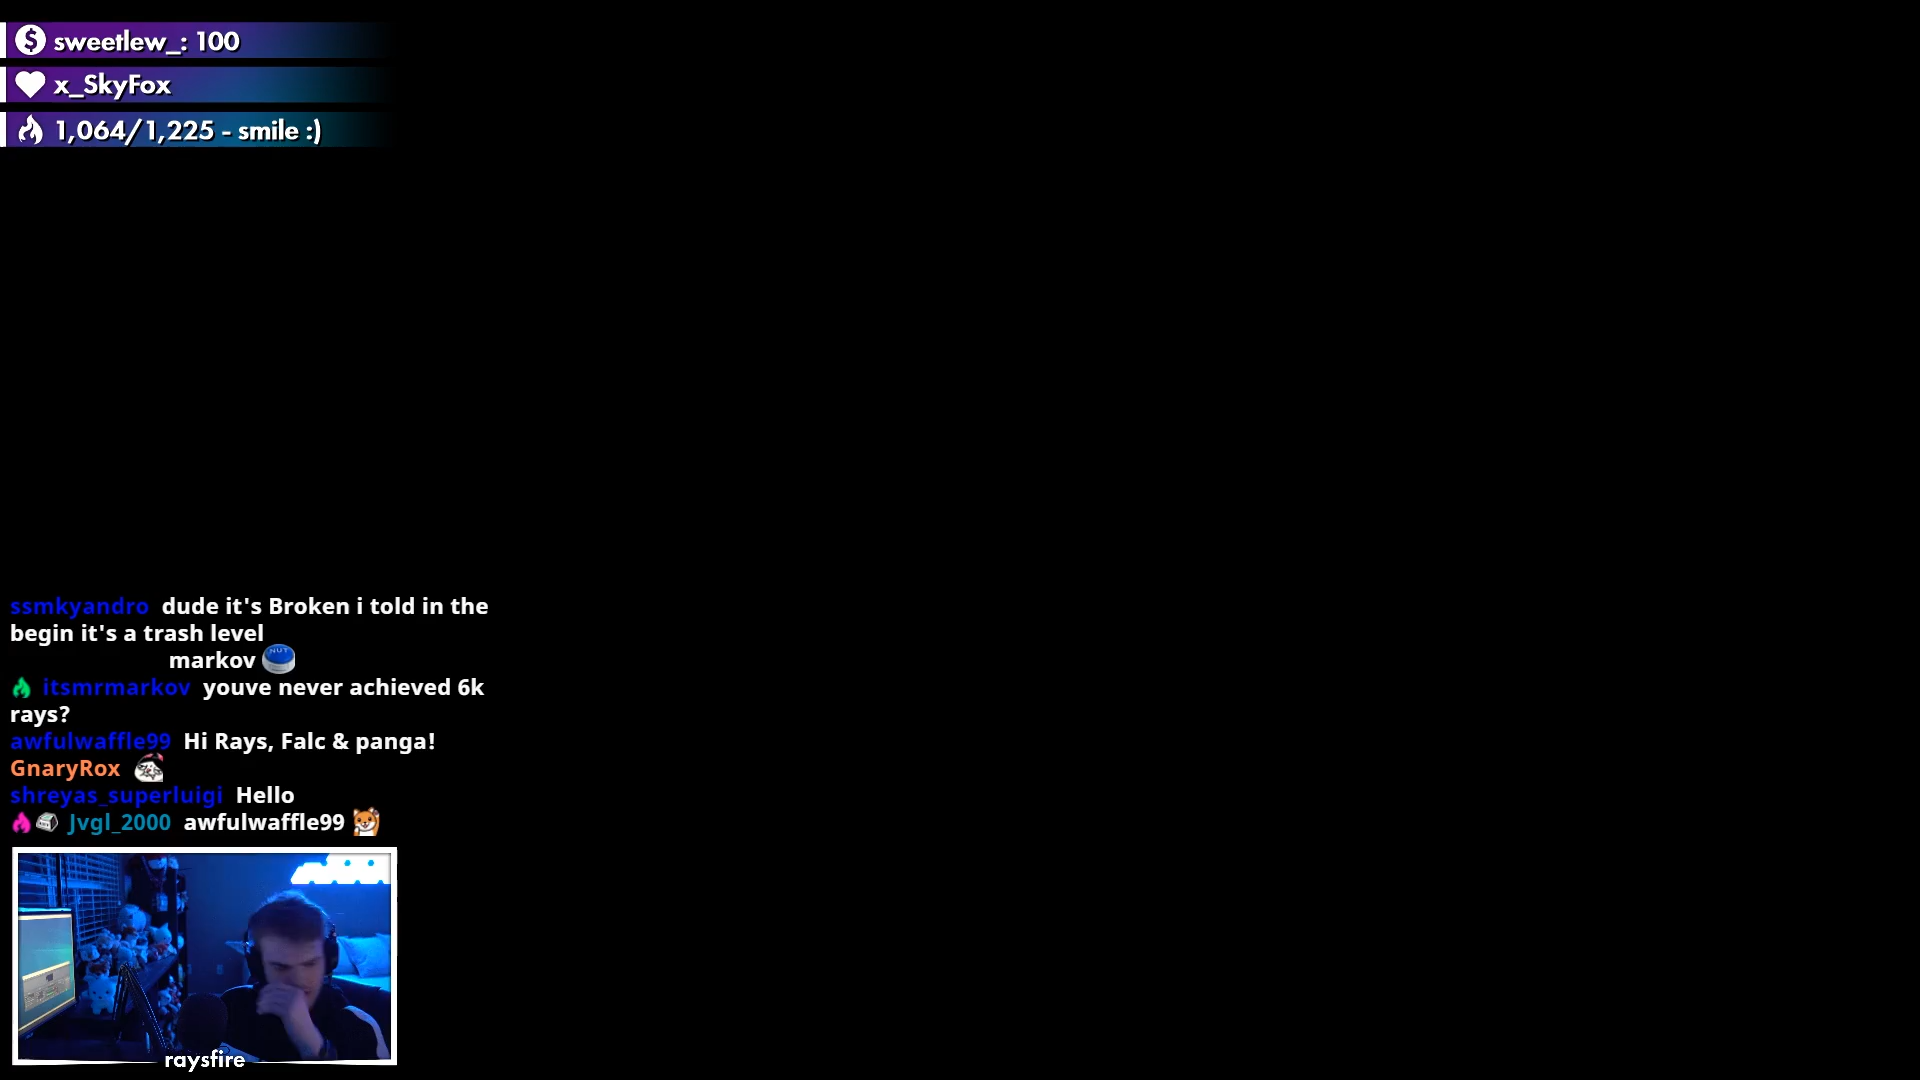 sweetlew_: 100
x_SkyFox
1,064/1,225 - smile :)
ssmkyandro dude it's Broken i told in the
begin it's a trash level
markov NUT
itsmrmarkov youve never achieved 6k
rays?
awfulwaffle99 Hi Rays, Falc & panga!
GnaryRox
shreyas_superluigi Hello
Jvgl_2000 awfulwaffle99
raysfire